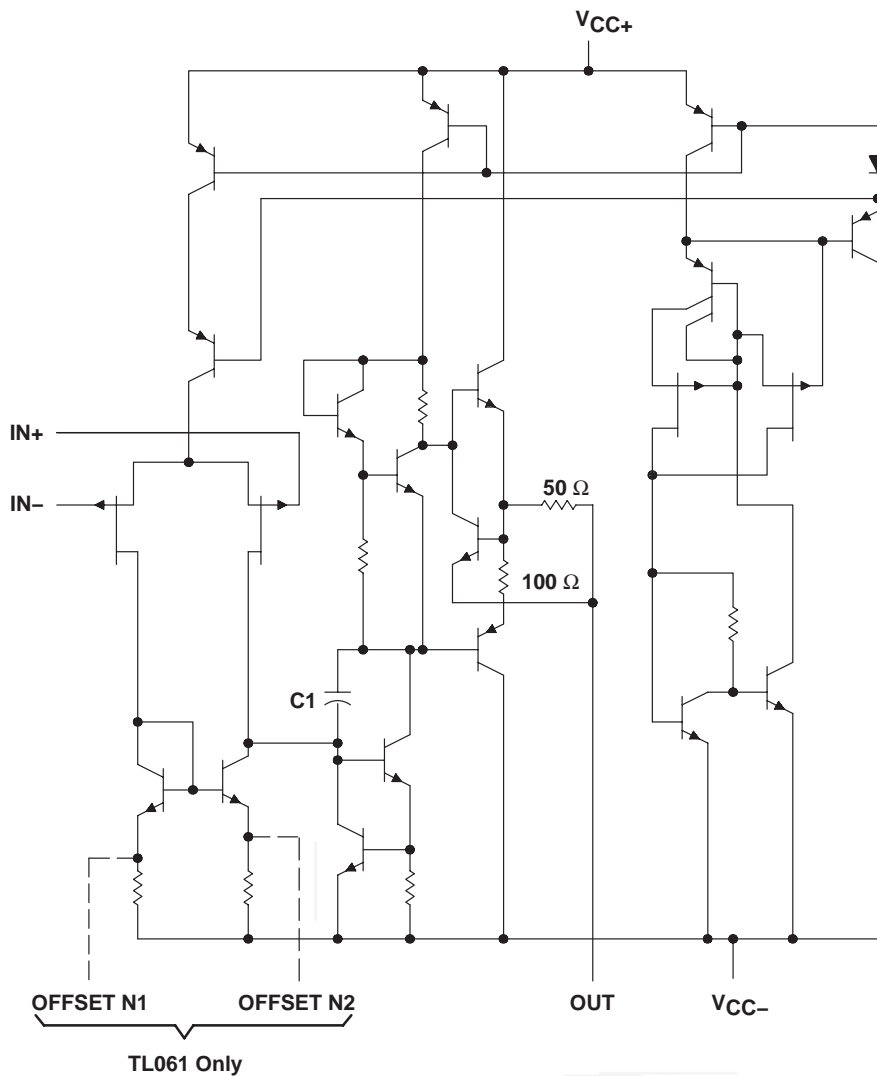 VCC+
IN+
IN–
50 Ω
100 Ω
C1
OFFSET N1
OFFSET N2
OUT
VCC–
TL061 Only